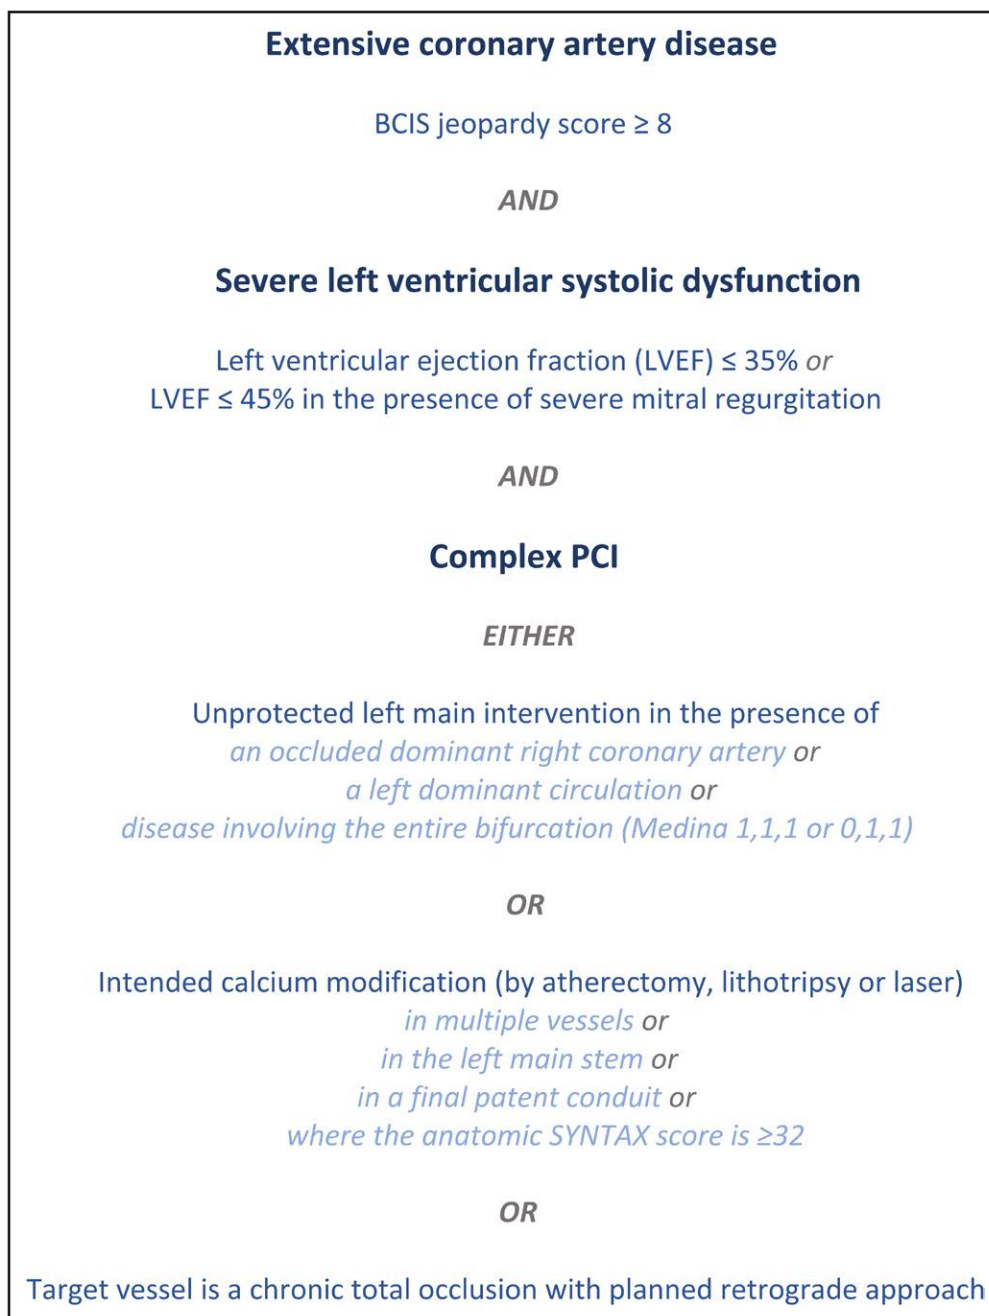 Extensive coronary artery disease
BCIS jeopardy score ≥ 8
AND
Severe left ventricular systolic dysfunction
Left ventricular ejection fraction (LVEF) ≤ 35% or
LVEF ≤ 45% in the presence of severe mitral regurgitation
AND
Complex PCI
EITHER
Unprotected left main intervention in the presence of
an occluded dominant right coronary artery or
a left dominant circulation or
disease involving the entire bifurcation (Medina 1,1,1 or 0,1,1)
OR
Intended calcium modification (by atherectomy, lithotripsy or laser)
in multiple vessels or
in the left main stem or
in a final patent conduit or
where the anatomic SYNTAX score is ≥32
OR
Target vessel is a chronic total occlusion with planned retrograde approach